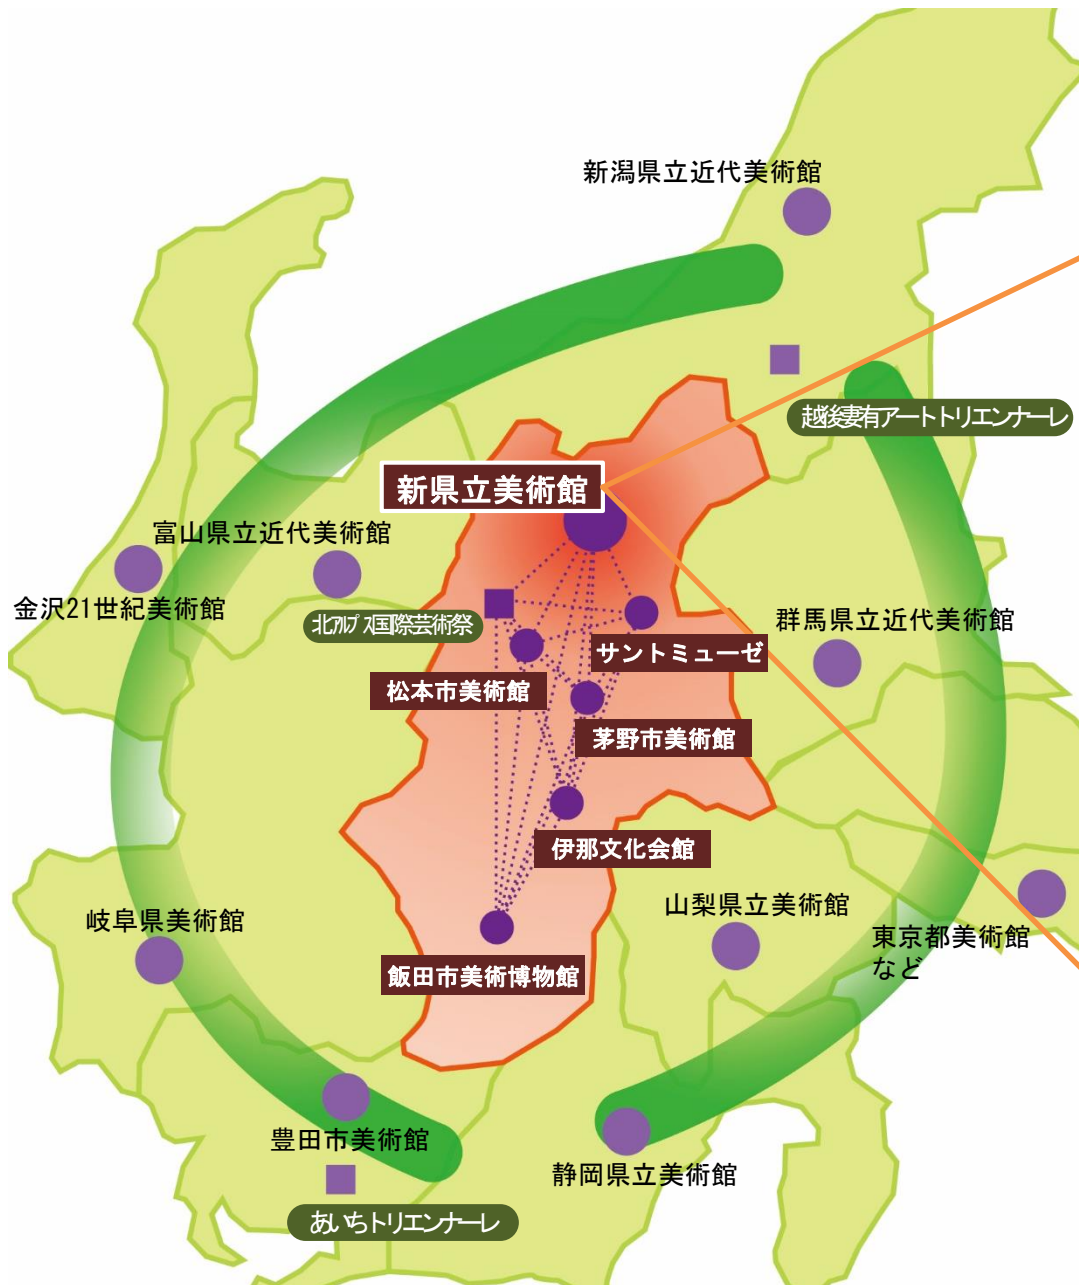 新潟県立近代美術館
越後妻有アートトリエンナーレ
新県立美術館
富山県立近代美術館
金沢21世紀美術館
北アルプス国際芸術祭
サントミューゼ
群馬県立近代美術館
松本市美術館
茅野市美術館
伊那文化会館
山梨県立美術館
岐阜県美術館
東京都美術館
など
飯田市美術博物館
豊田市美術館
静岡県立美術館
あいちトリエンナーレ